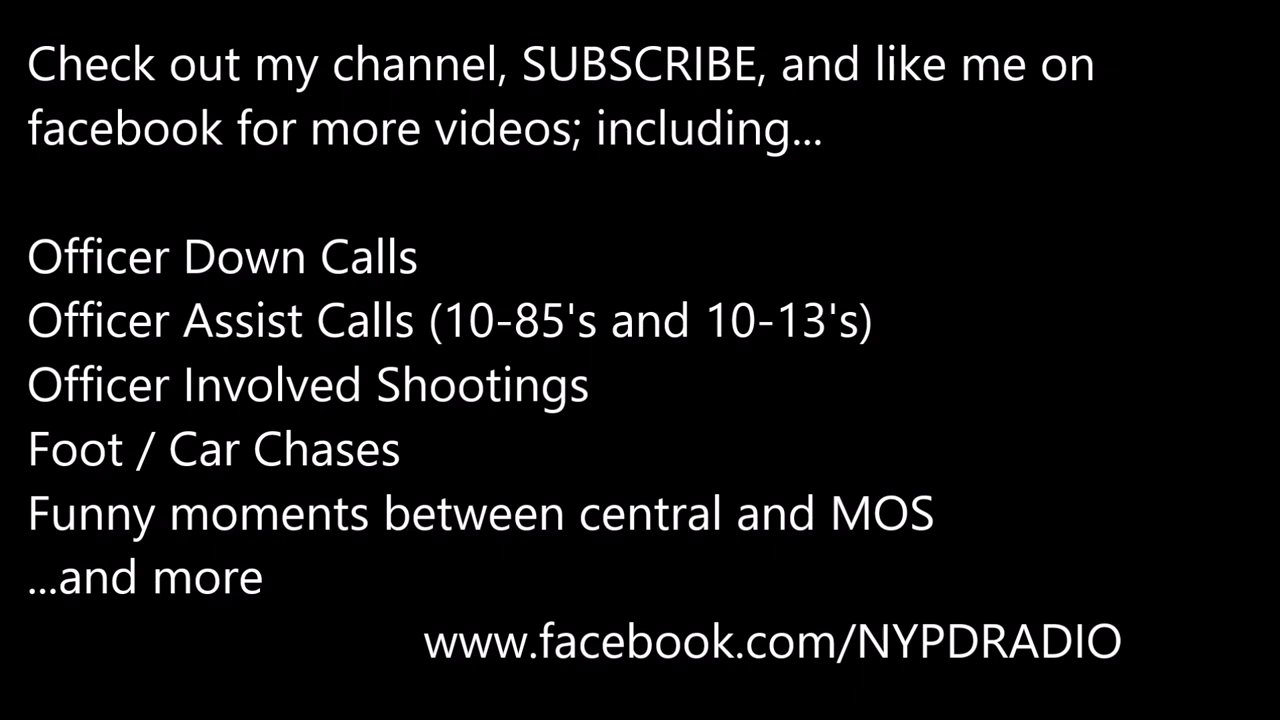 Check out my channel, SUBSCRIBE, and like me on
facebook for more videos; including...
Officer Down Calls
Officer Assist Calls (10-85's and 10-13's)
Officer Involved Shootings
Foot / Car Chases
Funny moments between central and MOS
...and more
www.facebook.com/NYPDRADIO